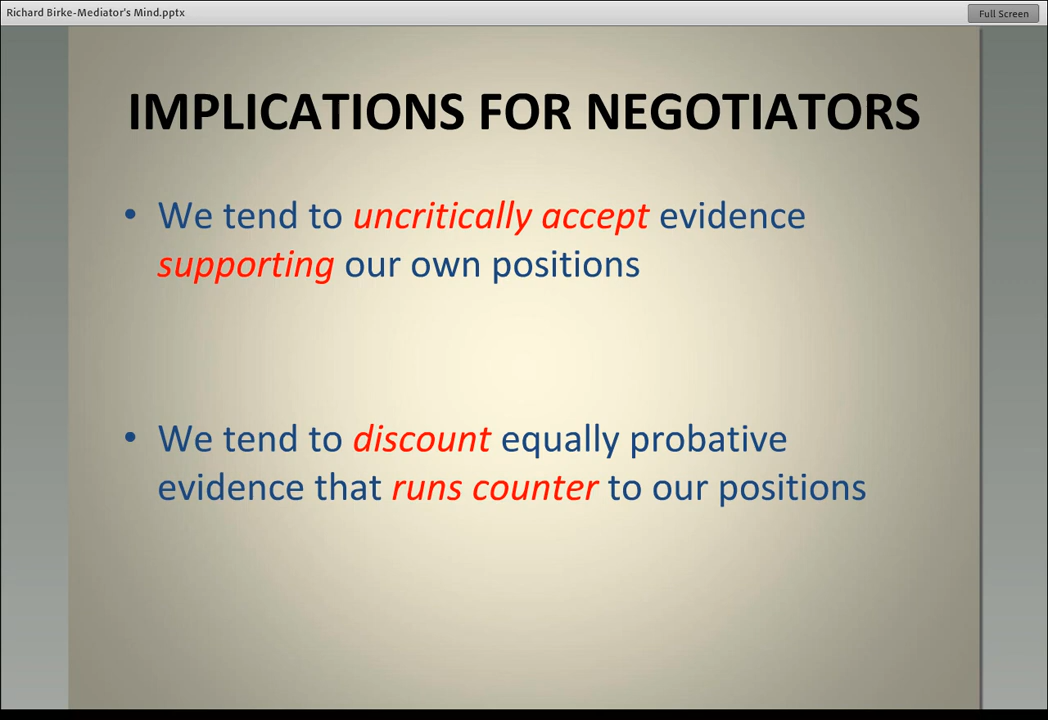 Richard Birke-Mediator's Mind.pptx
Full Screen
IMPLICATIONS FOR NEGOTIATORS
• We tend to uncritically accept evidence
supporting our own positions
• We tend to discount equally probative
evidence that runs counter to our positions